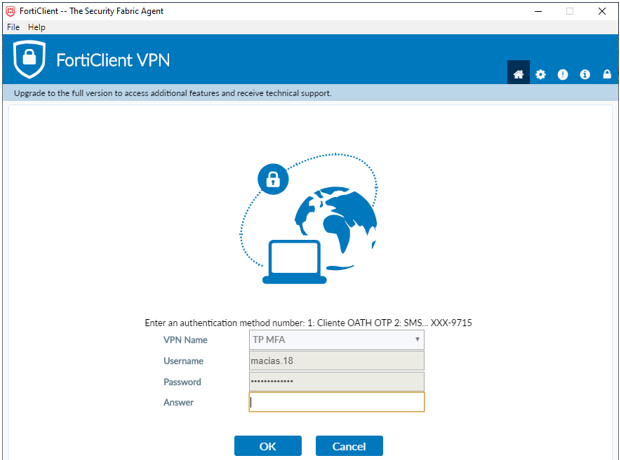 FortiClient -- The Security Fabric Agent
File Help
FortiClient VPN
Upgrade to the full version to access additional features and receive technical support.
Enter an authentication method number: 1: Cliente OATH OTP 2: SMS... XXX-9715
VPN Name TP MFA
Username macias.18
Password •••••••••••••
Answer
OK Cancel